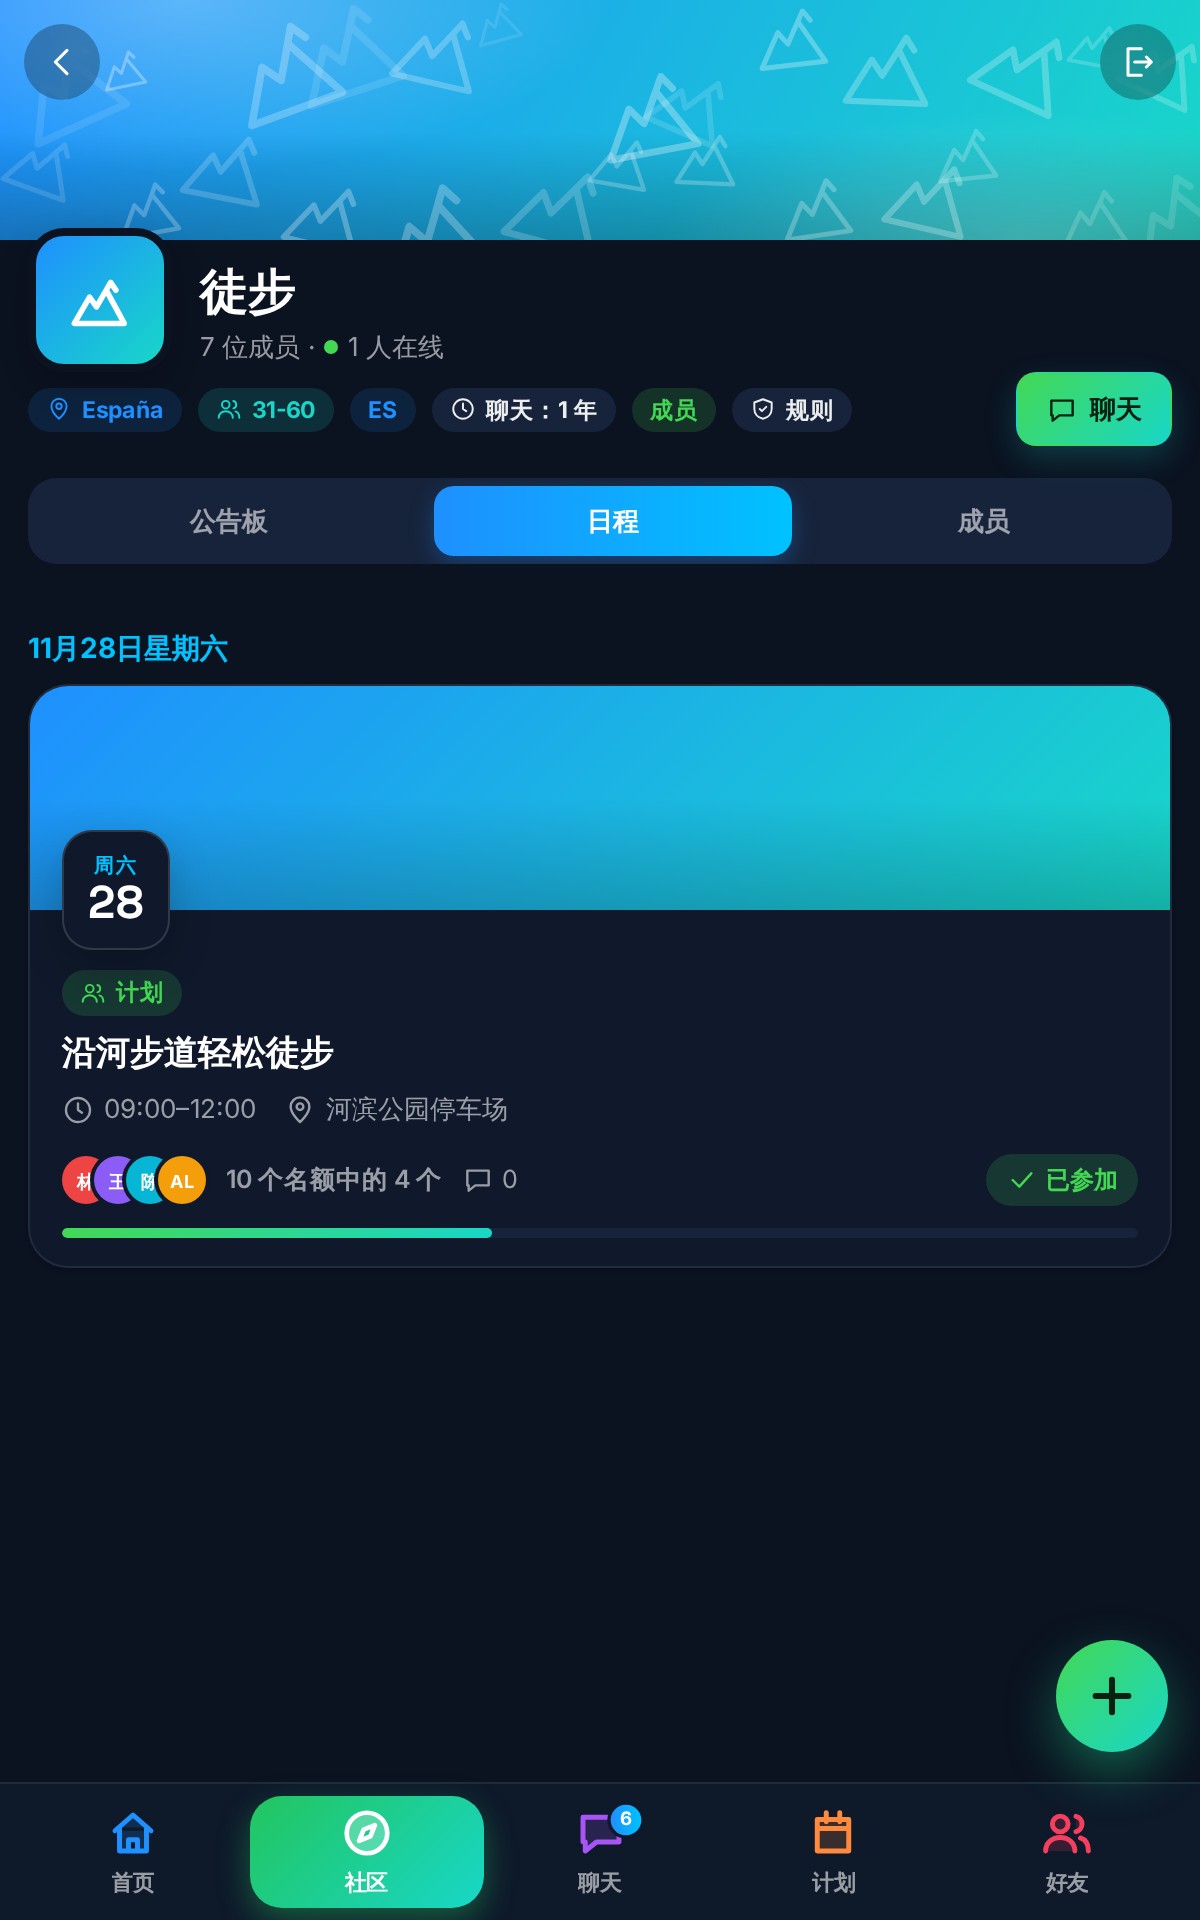 徒步
7 位成员 · 1 人在线
España
31-60
ES
聊天：1 年
成员
规则
聊天
公告板
日程
成员
11月28日星期六
周六
28
计划
沿河步道轻松徒步
09:00–12:00
河滨公园停车场
林
王
陈
AL
10 个名额中的 4 个
0
已参加
首页
社区
6
聊天
计划
好友